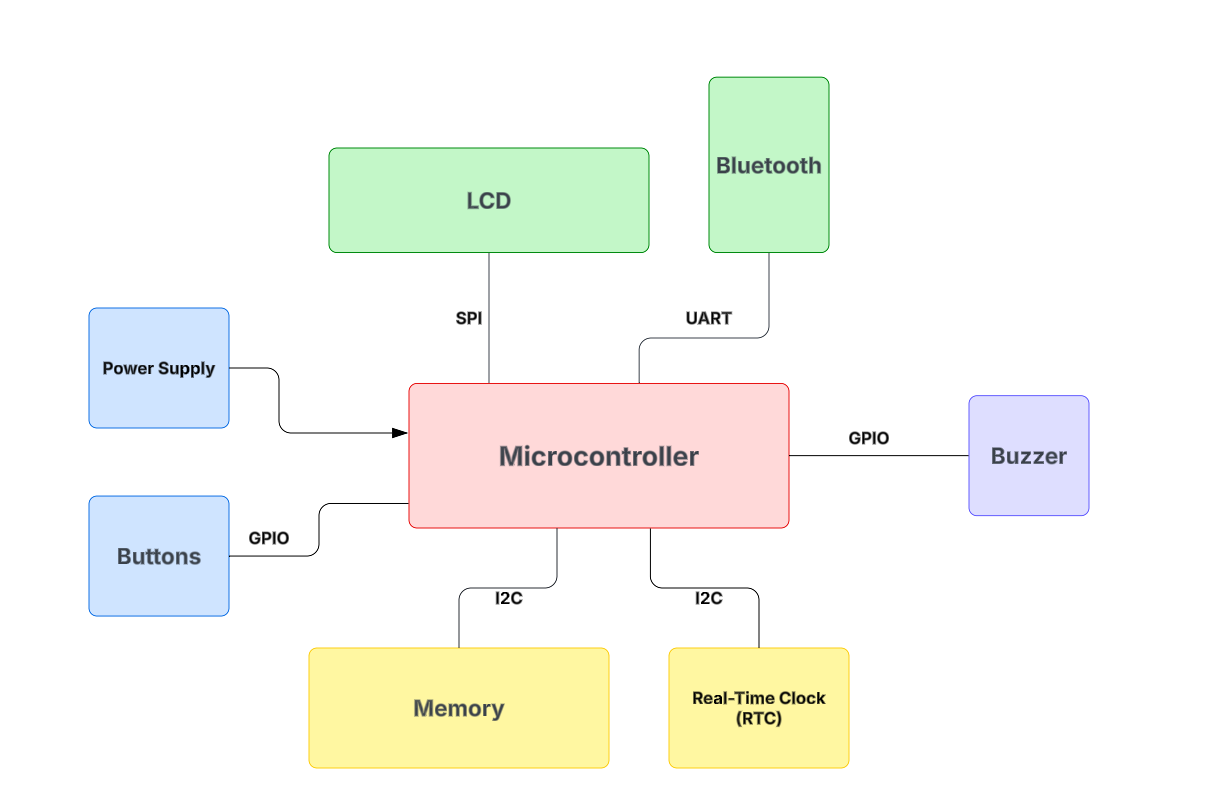 Bluetooth
LCD
SPI
UART
Power Supply
GPIO
Microcontroller
Buzzer
GPIO
Buttons
I2C
I2C
Memory
Real-Time Clock
(RTC)